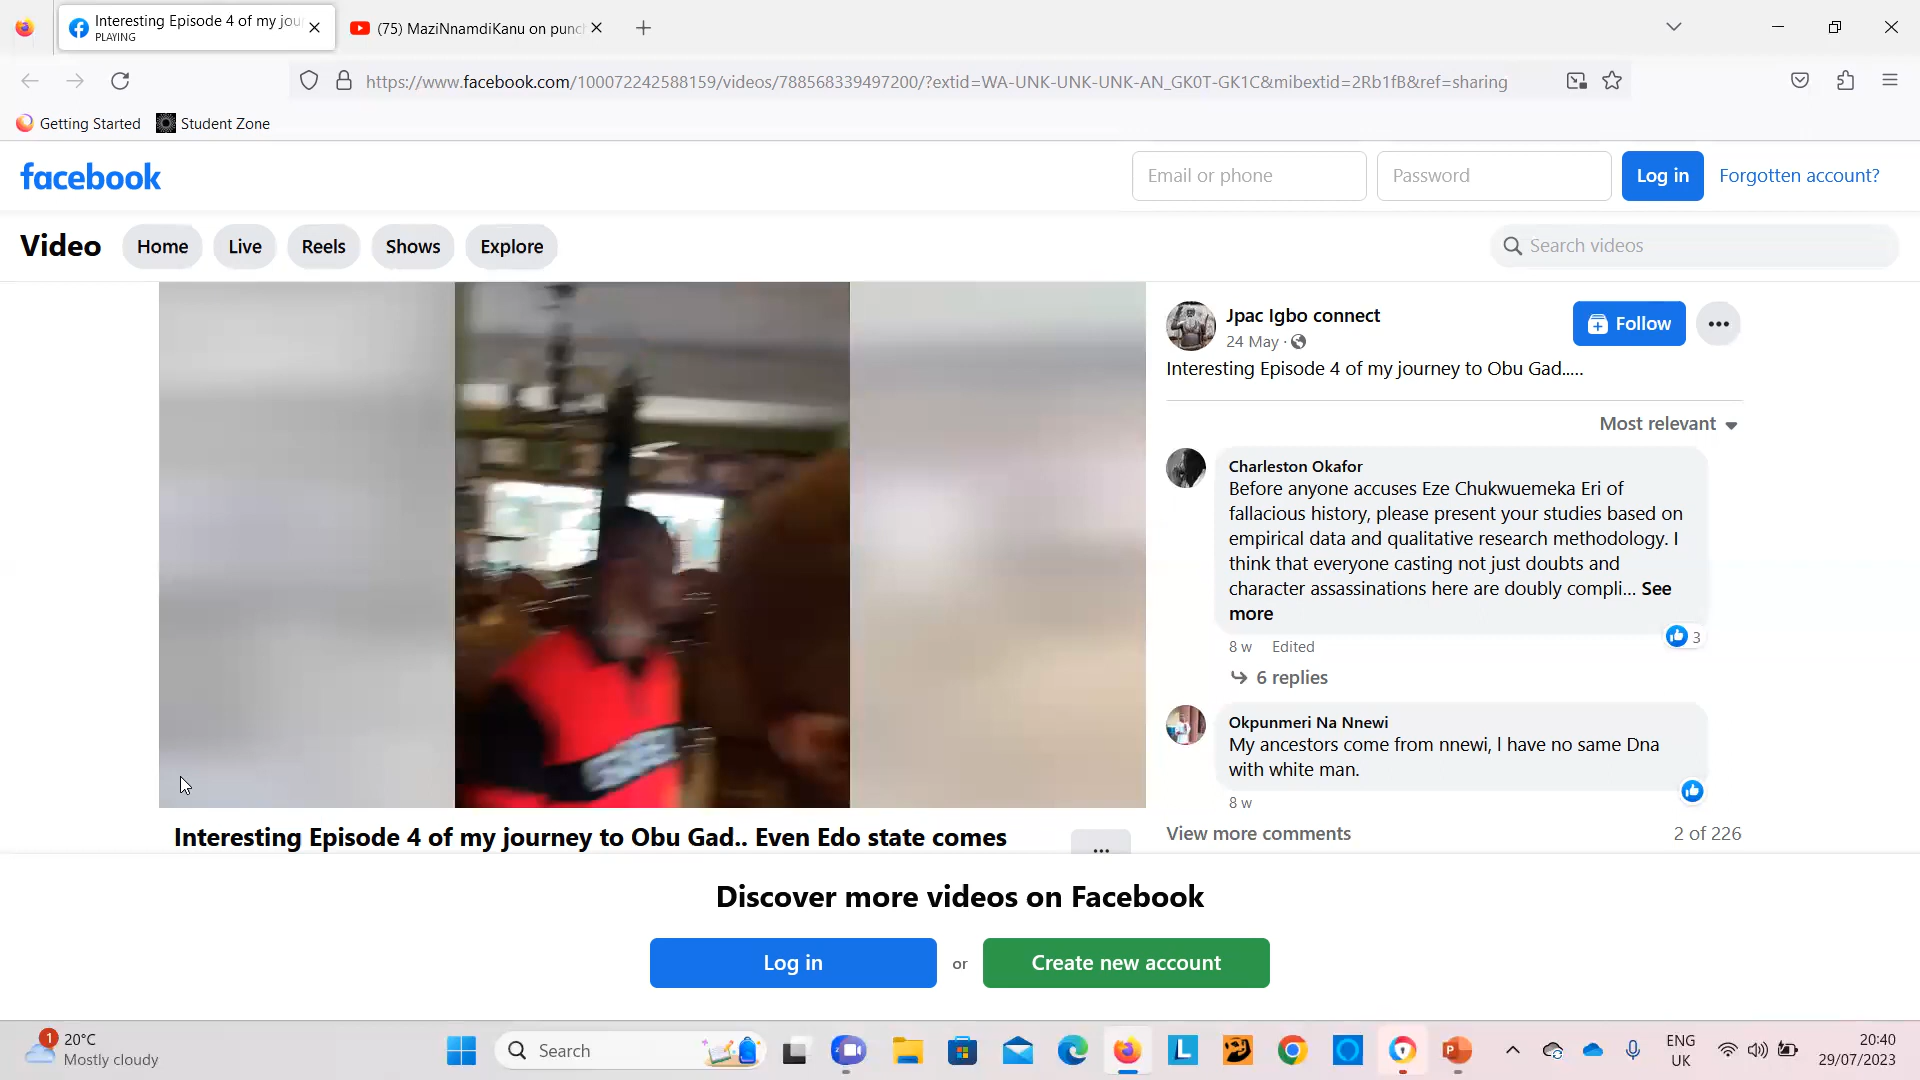 Interesting Episode 4 of my jou
PLAYING
(75) MaziNnamdiKanu on punc
https://www.facebook.com/100072242588159/videos/788568339497200/?extid=WA-UNK-UNK-UNK-AN_GK0T-GK1C&mibextid=2Rb1fB&ref=sharing
Getting Started
Student Zone
facebook
Email or phone
Password
Log in
Forgotten account?
Video
Home
Live
Reels
Shows
Explore
Search videos
Jpac Igbo connect
24 May ·
Follow
Interesting Episode 4 of my journey to Obu Gad.....
Most relevant
Charleston Okafor
Before anyone accuses Eze Chukwuemeka Eri of
fallacious history, please present your studies based on
empirical data and qualitative research methodology. I
think that everyone casting not just doubts and
character assassinations here are doubly compli... See
more
3
8 w Edited
6 replies
Okpunmeri Na Nnewi
My ancestors come from nnewi, I have no same Dna
with white man.
8 w
View more comments
2 of 226
Interesting Episode 4 of my journey to Obu Gad.. Even Edo state comes
Discover more videos on Facebook
Log in
or
Create new account
1
20°C
Mostly cloudy
Search
ENG
UK
20:40
29/07/2023